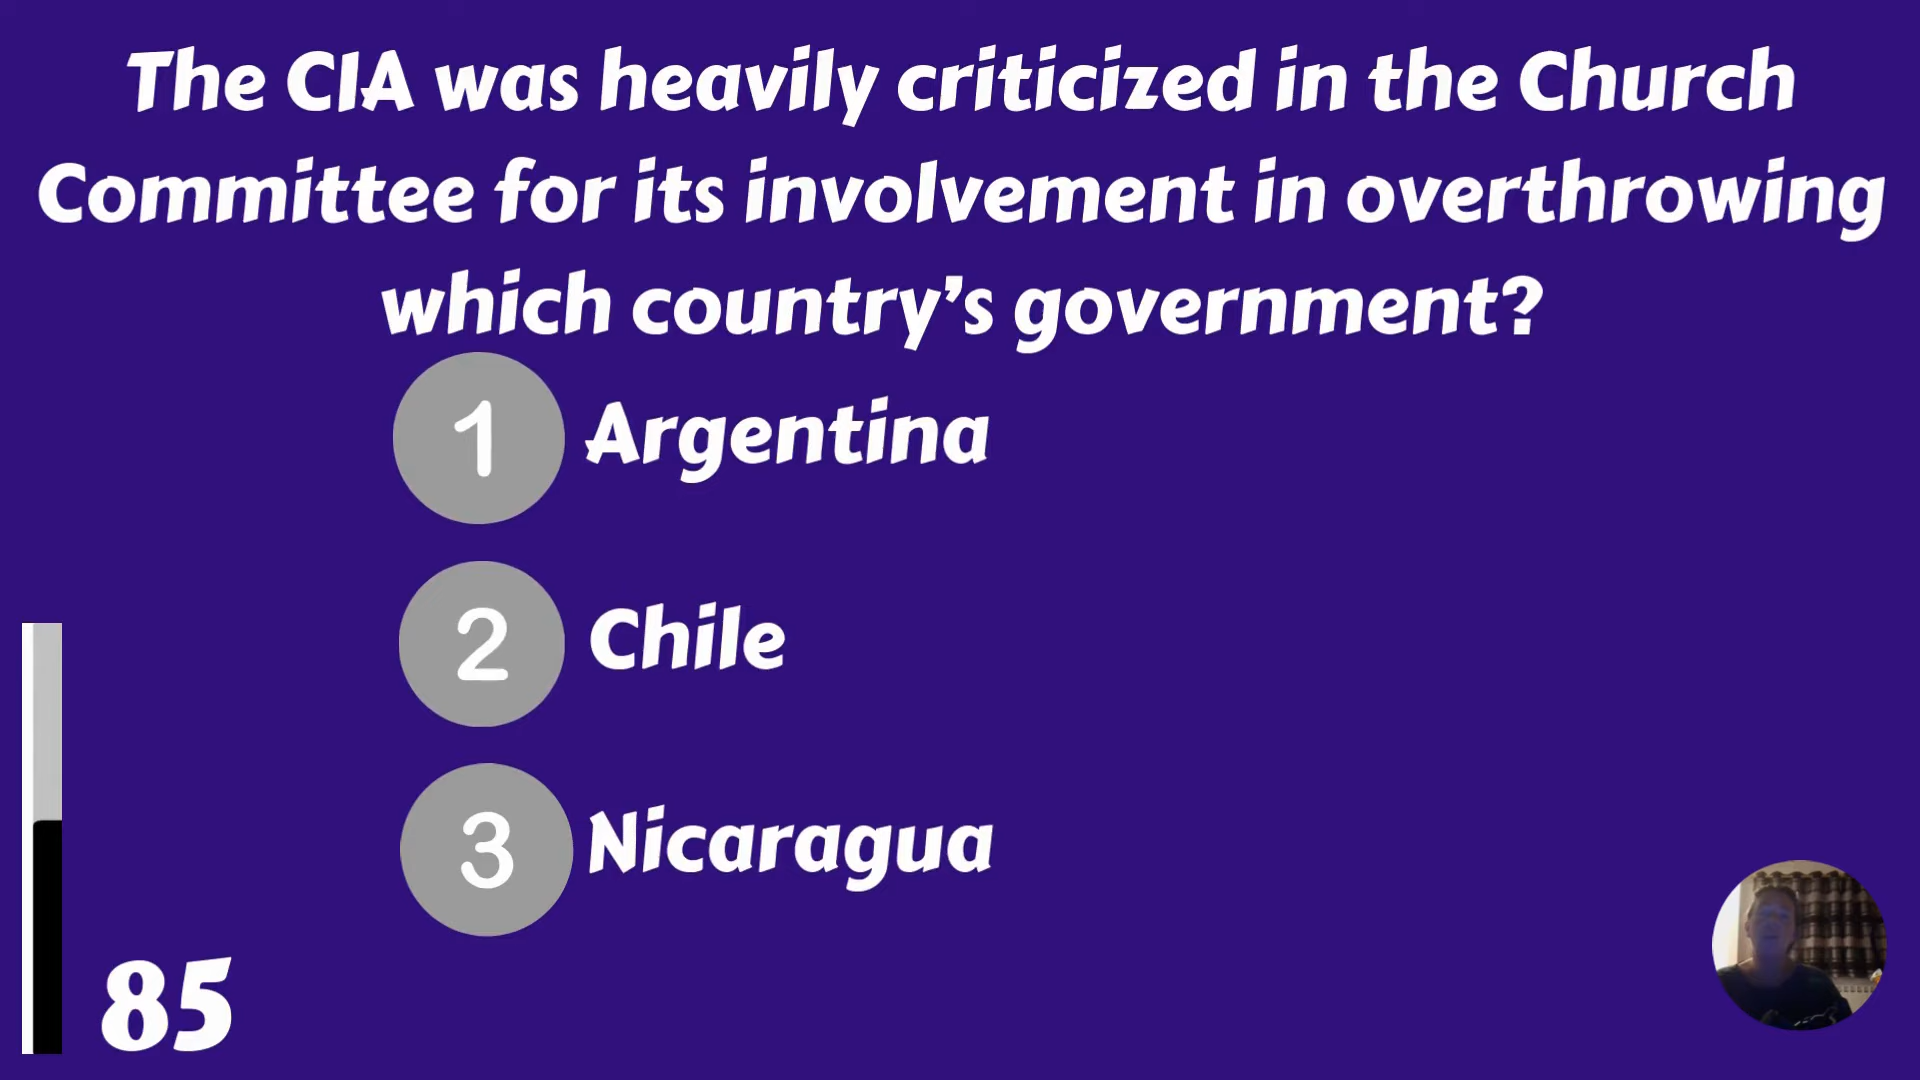 The CIA was heavily criticized in the Church
Committee for its involvement in overthrowing
which country's government?
1 Argentina
2 Chile
3 Nicaragua
85